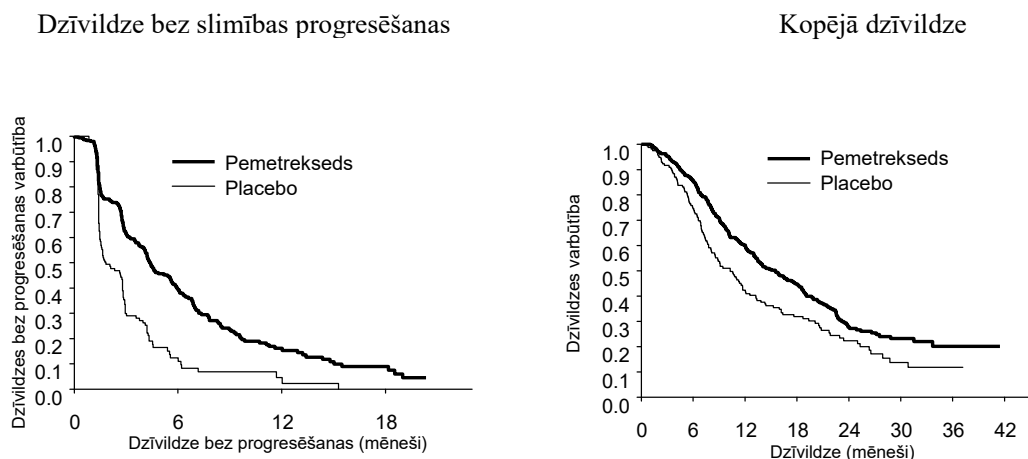 Dzīvildze bez slimības progresēšanas
Kopējā dzīvildze
Dzīvildzes bez progresēšanas varbūtība
1.0
0.9
0.8
0.7
0.6
0.5
0.4
0.3
0.2
0.1
0.0
Pemetrekseds
Placebo
0 6 12 18
Dzīvildze bez progresēšanas (mēneši)
Dzīvildzes varbūtība
1.0
0.9
0.8
0.7
0.6
0.5
0.4
0.3
0.2
0.1
0.0
Pemetrekseds
Placebo
0 6 12 18 24 30 36 42
Dzīvildze (mēneši)